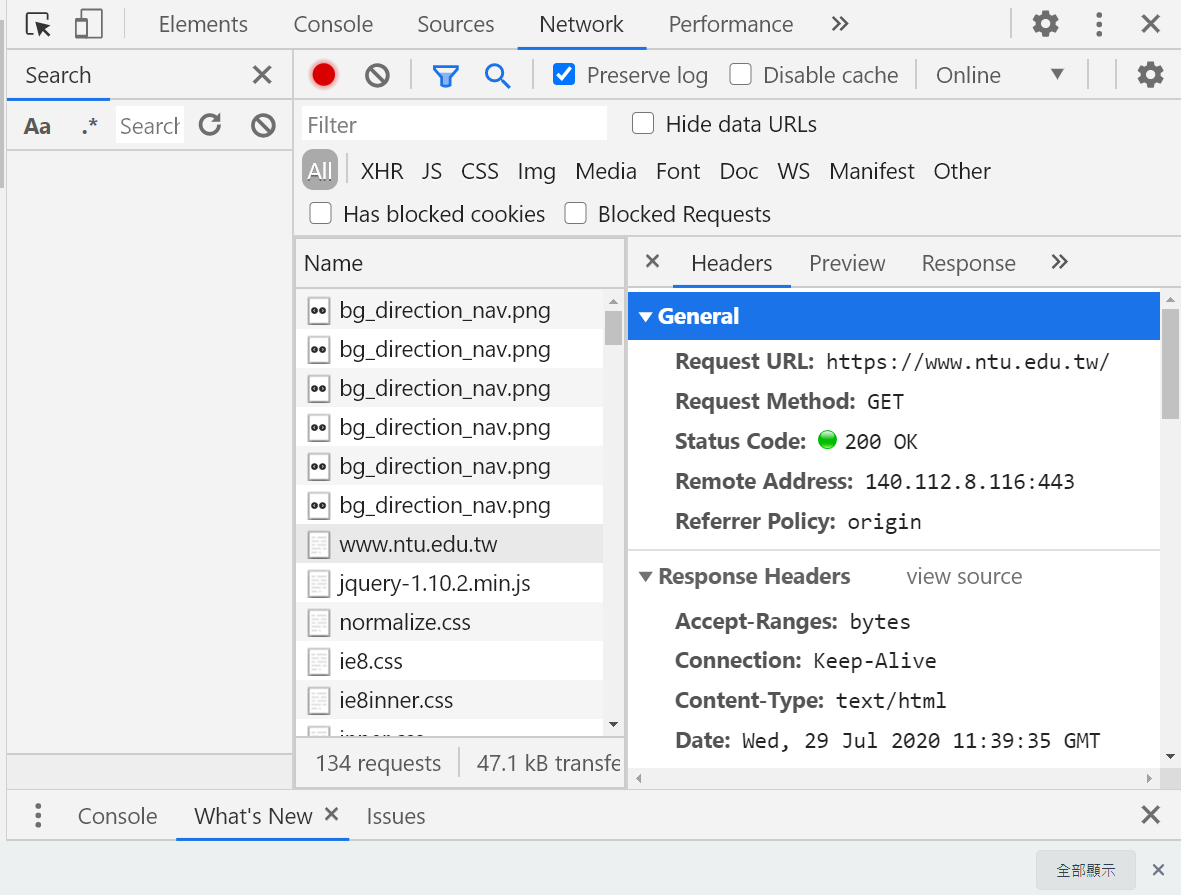 Elements Console Sources Network Performance »
Search
Preserve log Disable cache Online
Aa .* Search
Filter Hide data URLs
All XHR JS CSS Img Media Font Doc WS Manifest Other
Has blocked cookies Blocked Requests
Name
bg_direction_nav.png
bg_direction_nav.png
bg_direction_nav.png
bg_direction_nav.png
bg_direction_nav.png
bg_direction_nav.png
www.ntu.edu.tw
jquery-1.10.2.min.js
normalize.css
ie8.css
ie8inner.css
inner.css
134 requests 47.1 kB transfe
Headers Preview Response »
General
Request URL: https://www.ntu.edu.tw/
Request Method: GET
Status Code: 200 OK
Remote Address: 140.112.8.116:443
Referrer Policy: origin
Response Headers view source
Accept-Ranges: bytes
Connection: Keep-Alive
Content-Type: text/html
Date: Wed, 29 Jul 2020 11:39:35 GMT
Console What's New Issues
全部顯示